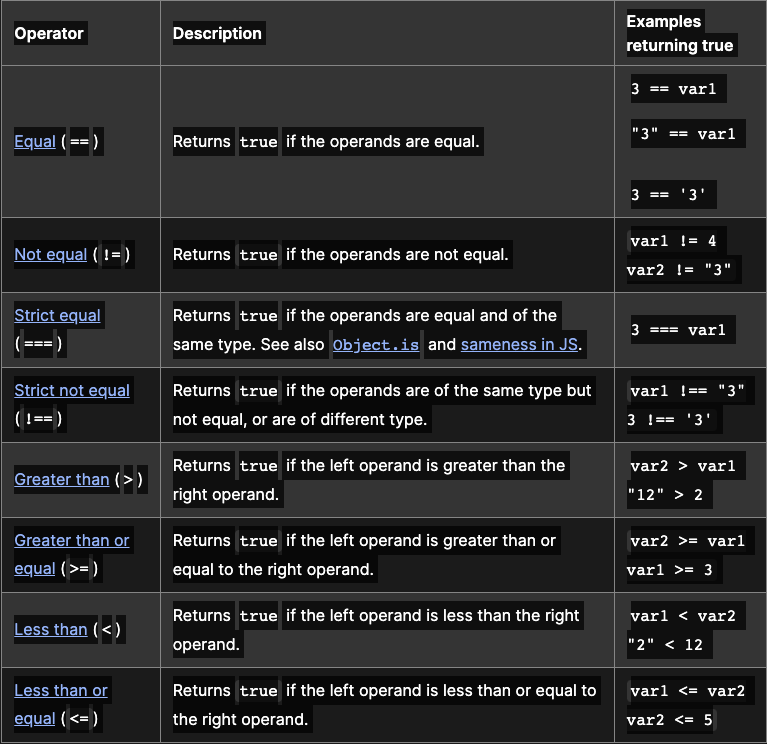 Operator Description Examples
returning true
Equal (==) Returns true if the operands are equal. 3 == var1
"3" == var1
3 == '3'
Not equal (!=) Returns true if the operands are not equal. var1 != 4
var2 != "3"
Strict equal Returns true if the operands are equal and of the
(===) same type. See also Object.is and sameness in JS. 3 === var1
Strict not equal Returns true if the operands are of the same type but var1 !== "3"
(!==) not equal, or are of different type. 3 !== '3'
Greater than (>) Returns true if the left operand is greater than the var2 > var1
right operand. "12" > 2
Greater than or Returns true if the left operand is greater than or var2 >= var1
equal (>=) equal to the right operand. var1 >= 3
Less than (<) Returns true if the left operand is less than the right var1 < var2
operand. "2" < 12
Less than or Returns true if the left operand is less than or equal to var1 <= var2
equal (<=) the right operand. var2 <= 5